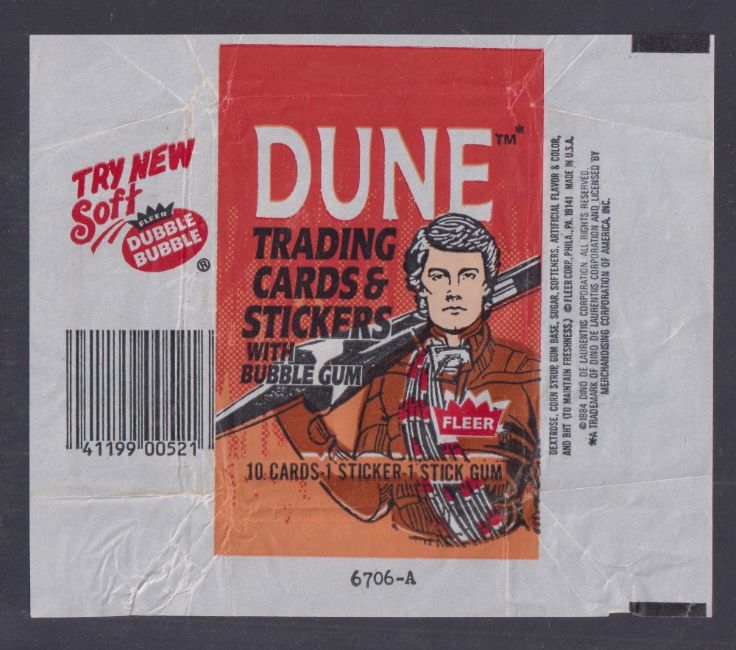 TRY NEW
Soft
FLEER
DUBBLE
BUBBLE
®
41199 00521
DUNE™*
TRADING
CARDS &
STICKERS
WITH
BUBBLE GUM
FLEER
®
10 CARDS-1 STICKER-1 STICK GUM
6706-A
DEXTROSE, CORN SYRUP, GUM BASE, SUGAR, SOFTENERS, ARTIFICIAL FLAVOR & COLOR,
AND BHT (TO MAINTAIN FRESHNESS.) © FLEER CORP., PHILA., PA. 19141 MADE IN U.S.A.
© 1984 DINO DE LAURENTIIS CORPORATION. ALL RIGHTS RESERVED.
*A TRADEMARK OF DINO DE LAURENTIIS CORPORATION AND LICENSED BY
MERCHANDISING CORPORATION OF AMERICA, INC.